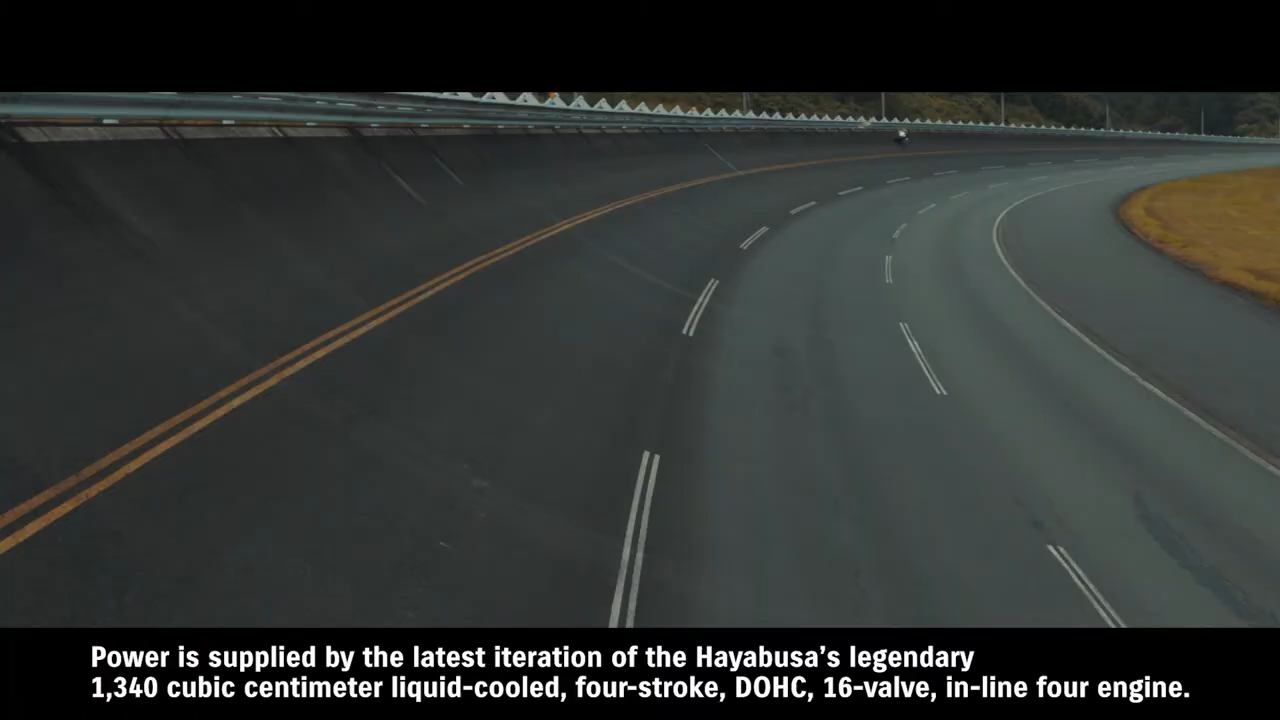 Power is supplied by the latest iteration of the Hayabusa’s legendary
1,340 cubic centimeter liquid-cooled, four-stroke, DOHC, 16-valve, in-line four engine.